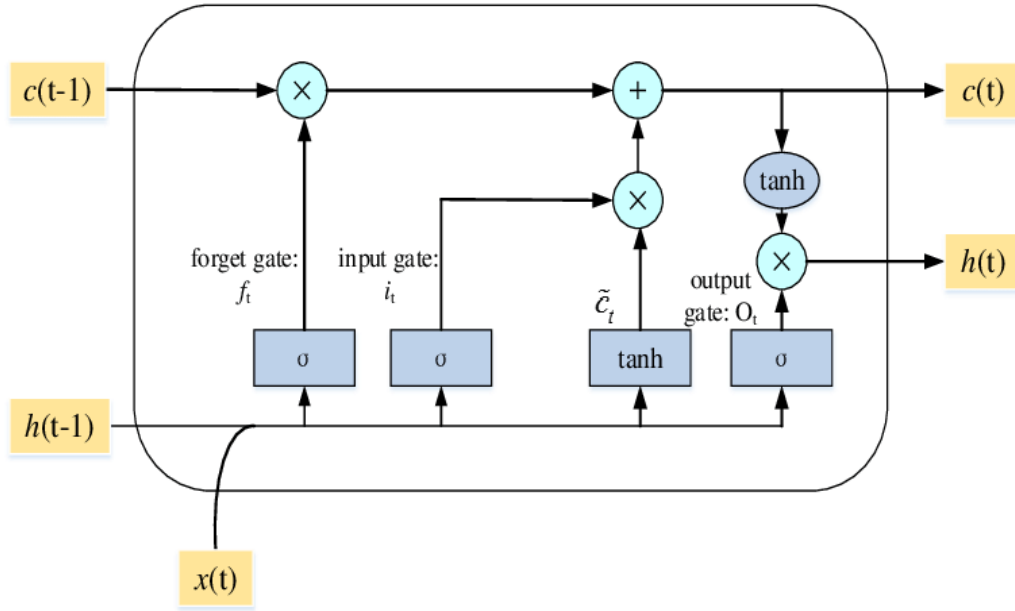 c(t-1)
×
+
c(t)
tanh
×
forget gate:
fₜ
input gate:
iₜ
c̃ₜ
output
gate: Oₜ
×
h(t)
σ
σ
tanh
σ
h(t-1)
x(t)